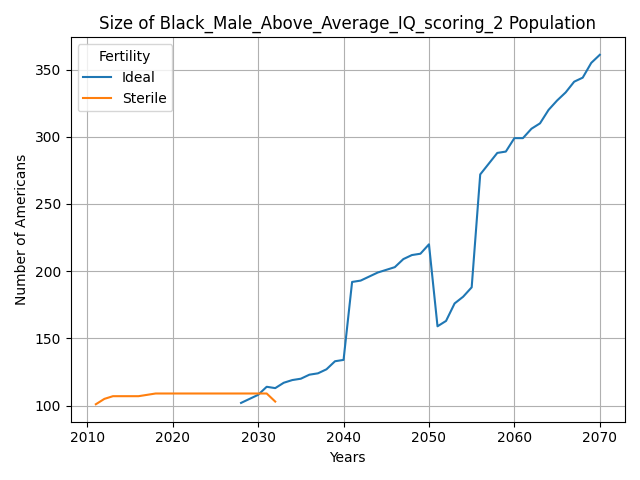 Size of Black_Male_Above_Average_IQ_scoring_2 Population
Fertility
Ideal
Sterile
Number of Americans
350
300
250
200
150
100
2010 2020 2030 2040 2050 2060 2070
Years